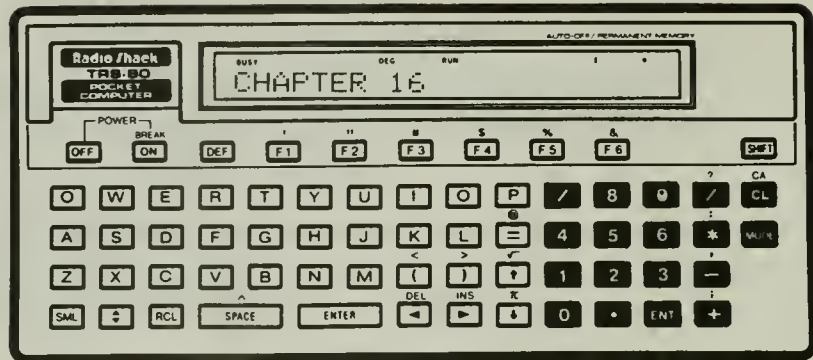 AUTO-OFF/PERMANENT MEMORY
Radio Shack
TRS-80
POCKET
COMPUTER
BUSY DEG RUN
CHAPTER 16
POWER
BREAK
! " # $ % &
OFF ON DEF F1 F2 F3 F4 F5 F6 SHIFT
? CA
Q W E R T Y U I O P / 8 9 / CL
@ :
A S D F G H J K L = 4 5 6 * MODE
< > √ ,
Z X C V B N M ( ) ↑ 1 2 3 −
^ DEL INS π ;
SML ⬍ RCL SPACE ENTER ◄ ► ↓ 0 • ENT +